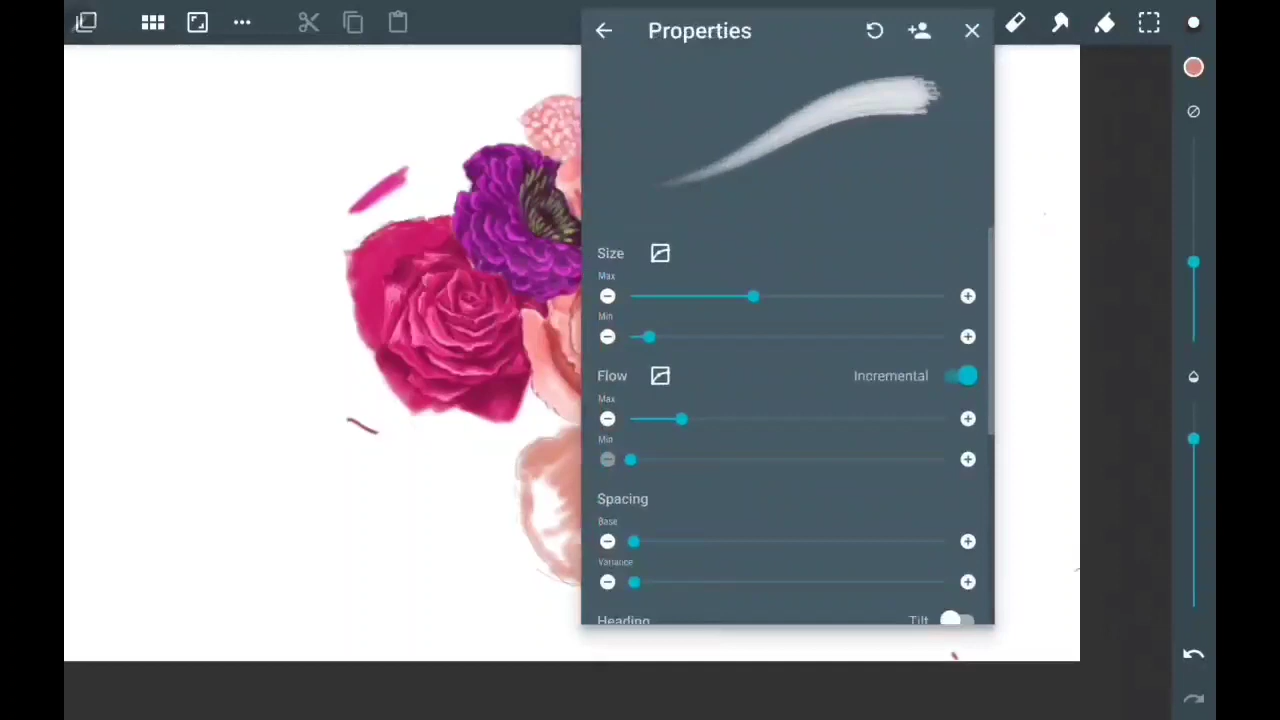 Properties
Size
Max
Min
Flow
Incremental
Max
Min
Spacing
Base
Variance
Heading
Tilt